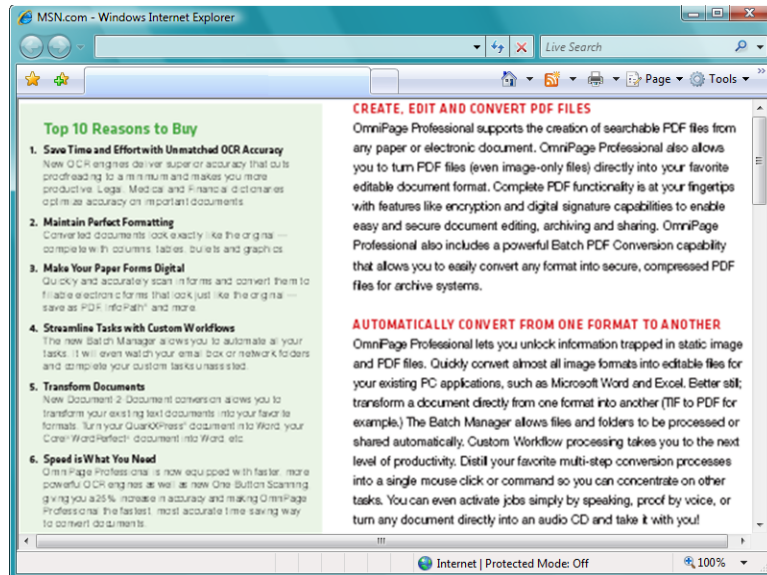 MSN.com - Windows Internet Explorer
Live Search
Page
Tools
Top 10 Reasons to Buy
1. Save Time and Effort with Unmatched OCR Accuracy
New OCR engines deliver superior accuracy that cuts
proofreading to a minimum and makes you more
productive. Legal, Medical and Financial dictionaries
optimize accuracy on important documents.
2. Maintain Perfect Formatting
Converted documents look exactly like the original —
complete with columns, tables, bullets and graphics.
3. Make Your Paper Forms Digital
Quickly and accurately scan in forms and convert them to
fillable electronic forms that look just like the original —
save as PDF, InfoPath* and more.
4. Streamline Tasks with Custom Workflows
The new Batch Manager allows you to automate all your
tasks. It will even watch your email box or network folders
and complete your custom tasks unassisted.
5. Transform Documents
New Document-2-Document conversion allows you to
transform your existing text documents into your favorite
formats. Turn your QuarkXPress* document into Word, your
Corel* WordPerfect* document into Word, etc.
6. Speed is What You Need
OmniPage Professional is now equipped with faster, more
powerful OCR engines as well as new One Button Scanning
giving you a 25% increase in accuracy and making OmniPage
Professional the fastest, most accurate time saving way
to convert documents.
CREATE, EDIT AND CONVERT PDF FILES
OmniPage Professional supports the creation of searchable PDF files from
any paper or electronic document. OmniPage Professional also allows
you to turn PDF files (even image-only files) directly into your favorite
editable document format. Complete PDF functionality is at your fingertips
with features like encryption and digital signature capabilities to enable
easy and secure document editing, archiving and sharing. OmniPage
Professional also includes a powerful Batch PDF Conversion capability
that allows you to easily convert any format into secure, compressed PDF
files for archive systems.
AUTOMATICALLY CONVERT FROM ONE FORMAT TO ANOTHER
OmniPage Professional lets you unlock information trapped in static image
and PDF files. Quickly convert almost all image formats into editable files for
your existing PC applications, such as Microsoft Word and Excel. Better still;
transform a document directly from one format into another (TIF to PDF for
example.) The Batch Manager allows files and folders to be processed or
shared automatically. Custom Workflow processing takes you to the next
level of productivity. Distill your favorite multi-step conversion processes
into a single mouse click or command so you can concentrate on other
tasks. You can even activate jobs simply by speaking, proof by voice, or
turn any document directly into an audio CD and take it with you!
Internet | Protected Mode: Off
100%